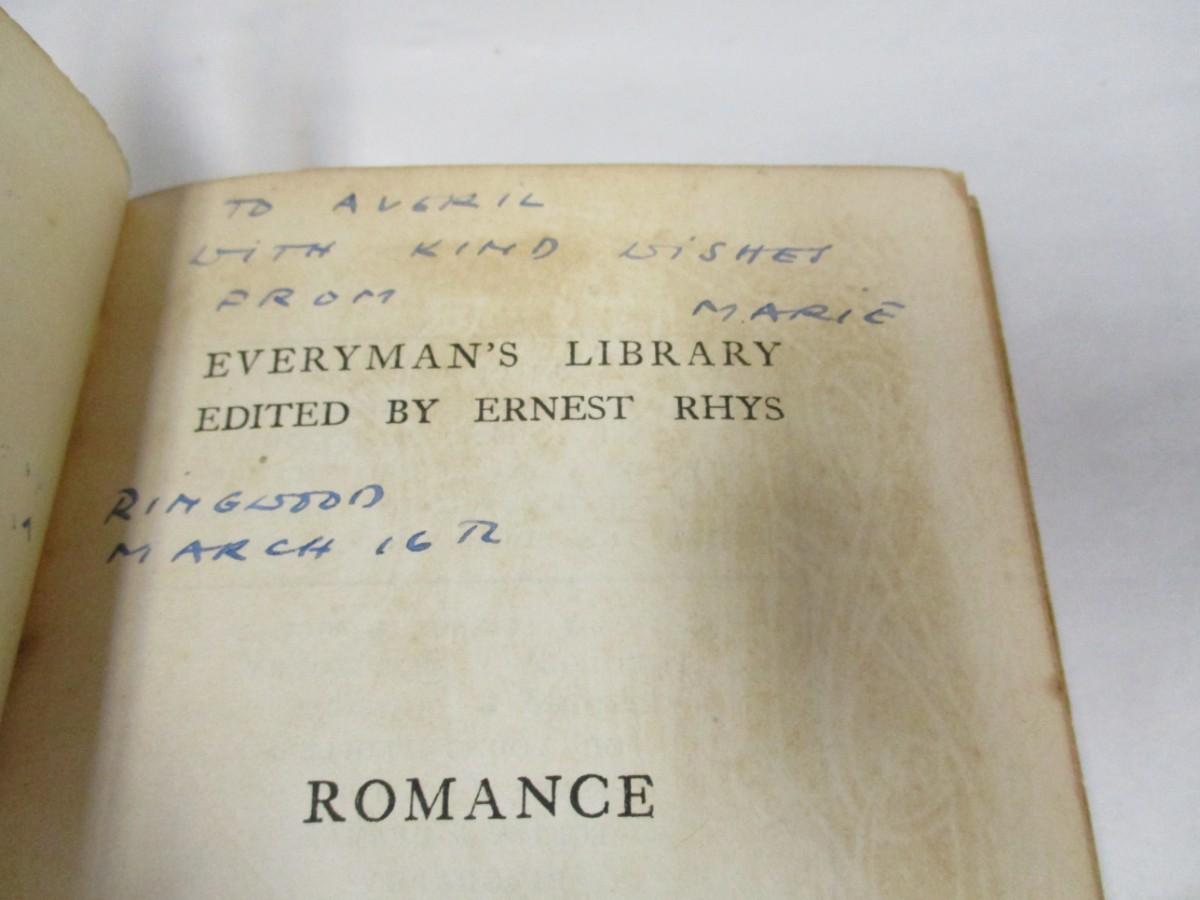 TO AVERIL
WITH KIND WISHES
FROM MARIE
EVERYMAN'S LIBRARY
EDITED BY ERNEST RHYS
RINGWOOD
MARCH 16
ROMANCE